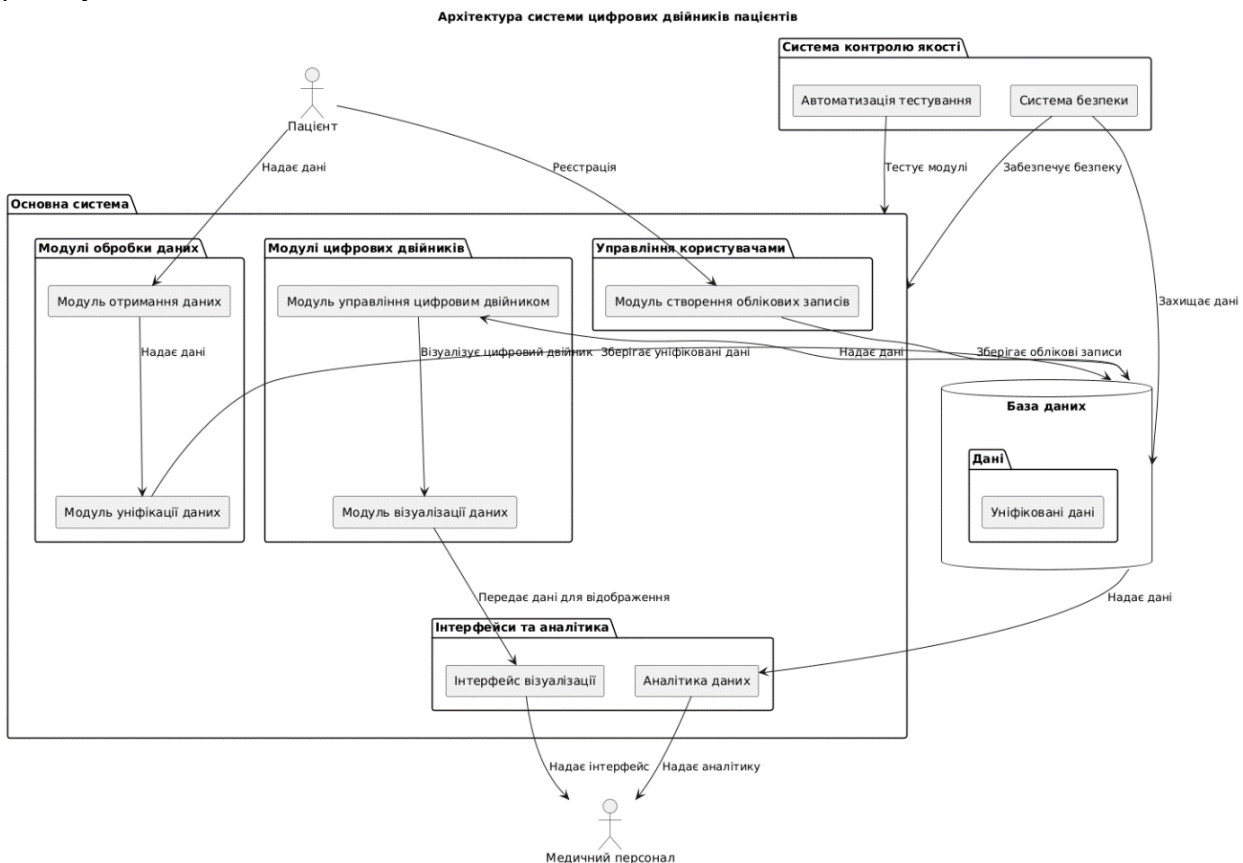 Архітектура системи цифрових двійників пацієнтів
Система контролю якості
Автоматизація тестування
Система безпеки
Пацієнт
Надає дані
Реєстрація
Тестує модулі
Забезпечує безпеку
Основна система
Модулі обробки даних
Модулі цифрових двійників
Управління користувачами
Модуль отримання даних
Модуль управління цифровим двійником
Модуль створення облікових записів
Захищає дані
Надає дані
Візуалізує цифровий двійник
Зберігає уніфіковані дані
Надає дані
Зберігає облікові записи
База даних
Дані
Уніфіковані дані
Модуль уніфікації даних
Модуль візуалізації даних
Передає дані для відображення
Надає дані
Інтерфейси та аналітика
Інтерфейс візуалізації
Аналітика даних
Надає інтерфейс
Надає аналітику
Медичний персонал